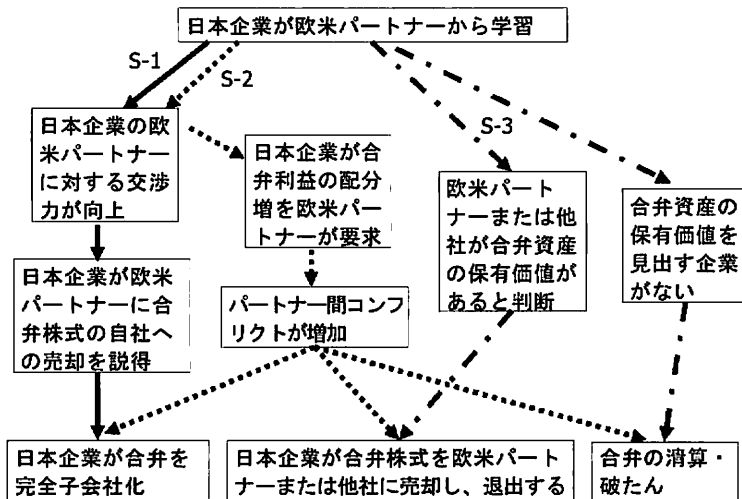 日本企業が欧米パートナーから学習
S-1
S-2
S-3
日本企業の欧
米パートナー
に対する交渉
力が向上
日本企業が合
弁利益の配分
増を欧米パー
トナーが要求
欧米パート
ナーまたは他
社が合弁資産
の保有価値が
あると判断
合弁資産の
保有価値を
見出す企業
がない
日本企業が欧米
パートナーに合
弁株式の自社へ
の売却を説得
パートナー間コンフ
リクトが増加
日本企業が合弁を
完全子会社化
日本企業が合弁株式を欧米パート
ナーまたは他社に売却し、退出する
合弁の清算・
破たん